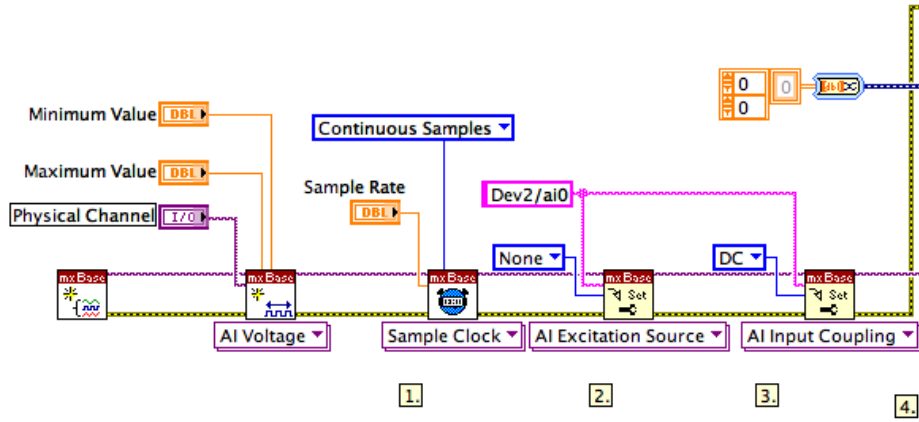 0
0
0
[dbl]
Minimum Value
DBL
Continuous Samples
Maximum Value
DBL
Sample Rate
Physical Channel
I/O
DBL
Dev2/ai0
None
DC
mxBase
mxBase
mxBase
mxBase
mxBase
Set
Set
AI Voltage
Sample Clock
AI Excitation Source
AI Input Coupling
1.
2.
3.
4.